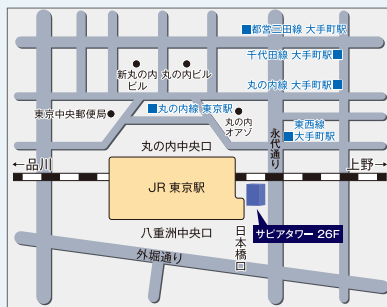 ■都営三田線 大手町駅
千代田線 大手町駅■
新丸の内
ビル
丸の内ビル
丸の内線 大手町駅■
東京中央郵便局●
■丸の内線 東京駅
丸の内
オアゾ
東西線
■大手町駅
永代通り
丸の内中央口
←品川
上野→
JR 東京駅
八重洲中央口
日本橋口
サピアタワー 26F
外堀通り